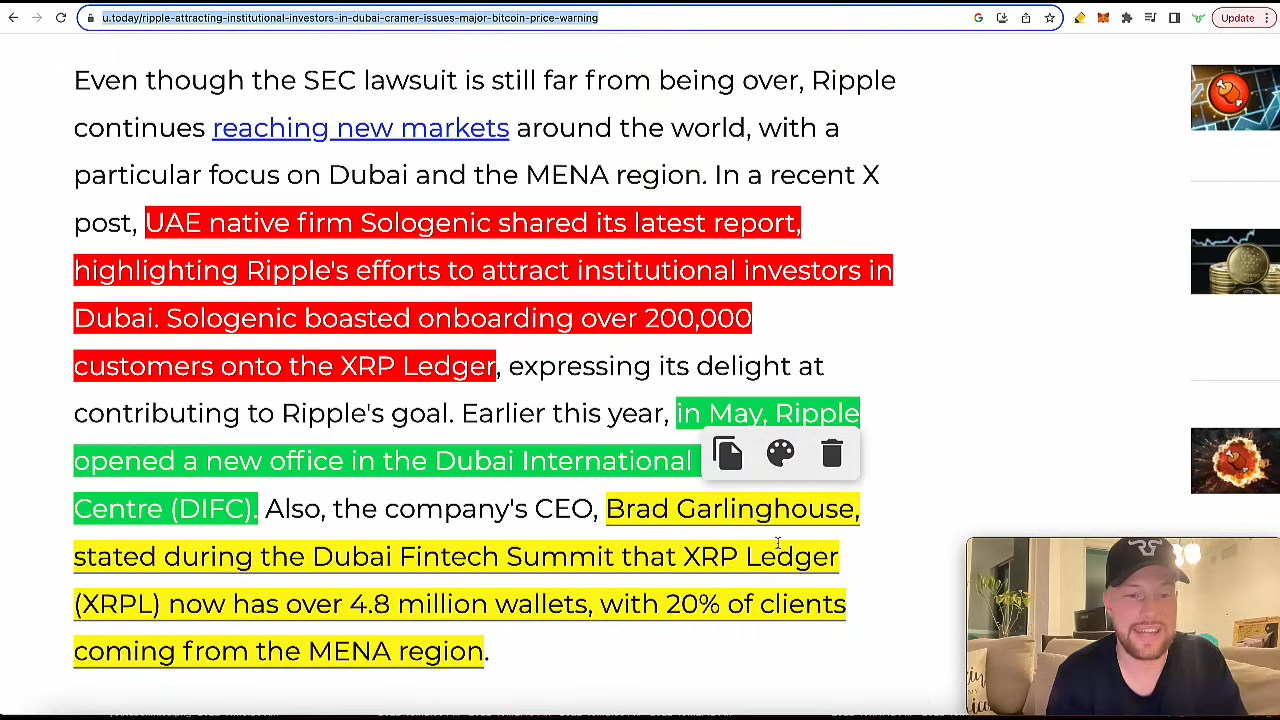 u.today/ripple-attracting-institutional-investors-in-dubai-cramer-issues-major-bitcoin-price-warning
Update
Even though the SEC lawsuit is still far from being over, Ripple
continues reaching new markets around the world, with a
particular focus on Dubai and the MENA region. In a recent X
post, UAE native firm Sologenic shared its latest report,
highlighting Ripple's efforts to attract institutional investors in
Dubai. Sologenic boasted onboarding over 200,000
customers onto the XRP Ledger, expressing its delight at
contributing to Ripple's goal. Earlier this year, in May, Ripple
opened a new office in the Dubai International
Centre (DIFC). Also, the company's CEO, Brad Garlinghouse,
stated during the Dubai Fintech Summit that XRP Ledger
(XRPL) now has over 4.8 million wallets, with 20% of clients
coming from the MENA region.